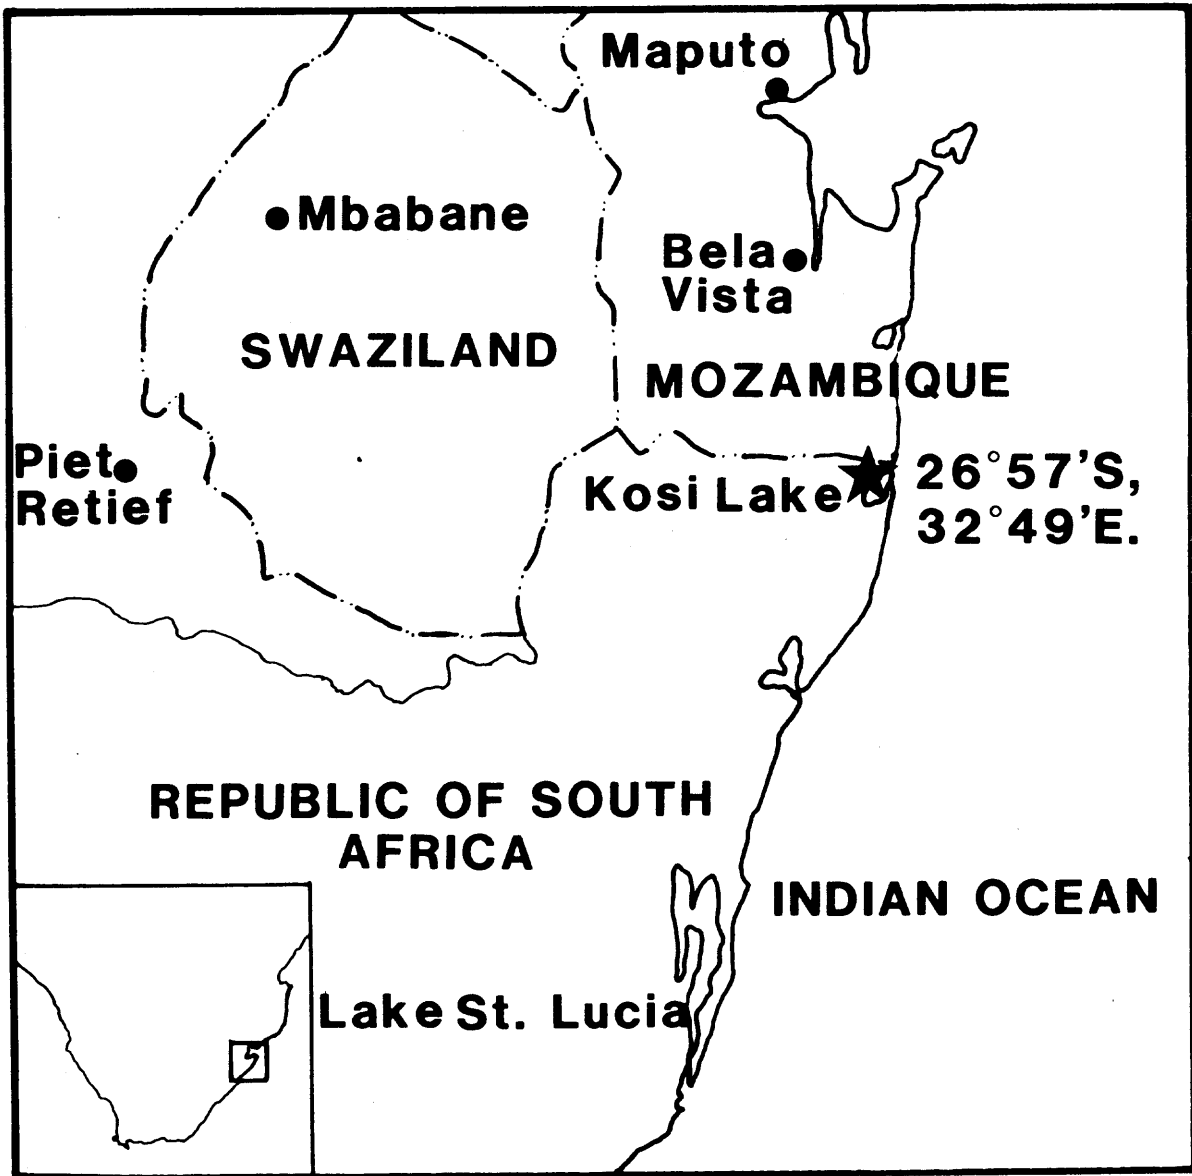 Maputo
Mbabane
Bela
Vista
SWAZILAND
MOZAMBIQUE
Piet
Retief
Kosi Lake
26°57'S,
32°49'E.
REPUBLIC OF SOUTH
AFRICA
INDIAN OCEAN
Lake St. Lucia